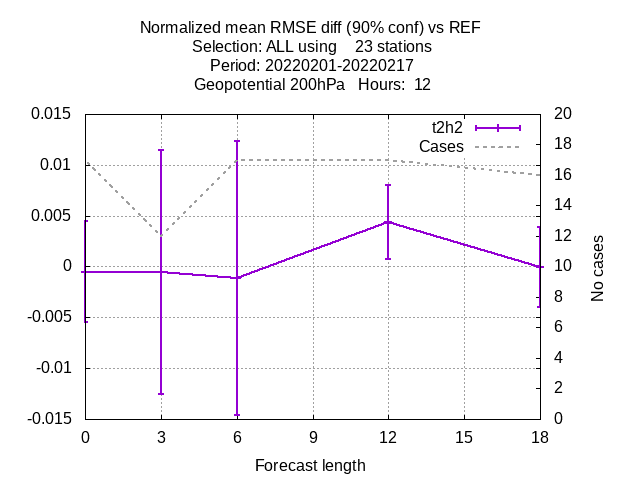 Normalized mean RMSE diff (90% conf) vs REF
Selection: ALL using    23 stations
Period: 20220201-20220217
Geopotential 200hPa   Hours:  12
t2h2
Cases
0.015
0.01
0.005
0
-0.005
-0.01
-0.015
20
18
16
14
12
10
8
6
4
2
0
No cases
0 3 6 9 12 15 18
Forecast length